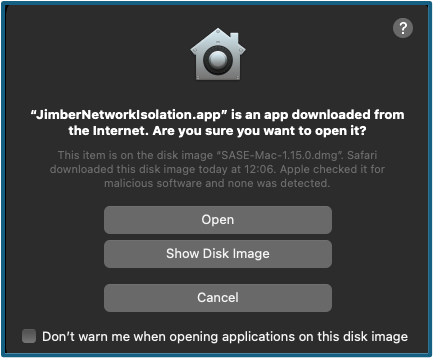 ?
“JimberNetworkIsolation.app” is an app downloaded from
the Internet. Are you sure you want to open it?
This item is on the disk image “SASE-Mac-1.15.0.dmg”. Safari
downloaded this disk image today at 12:06. Apple checked it for
malicious software and none was detected.
Open
Show Disk Image
Cancel
Don’t warn me when opening applications on this disk image